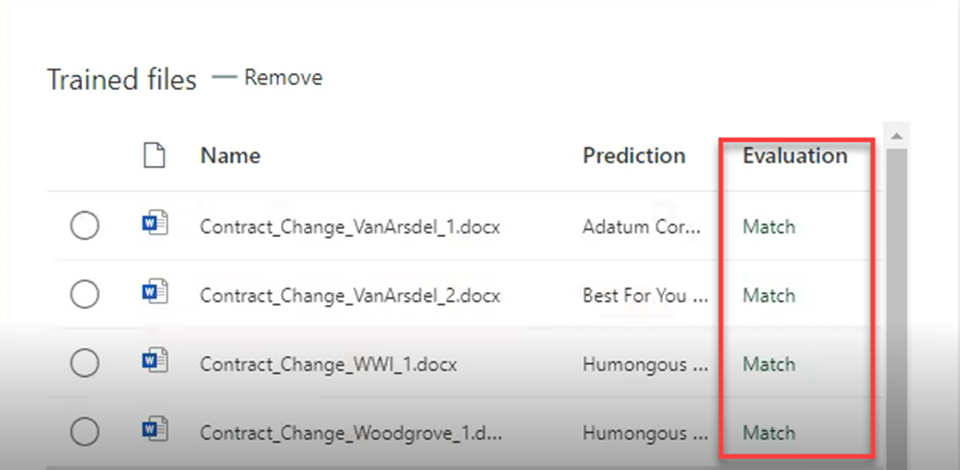 Trained files — Remove
Name Prediction Evaluation
Contract_Change_VanArsdel_1.docx Adatum Cor... Match
Contract_Change_VanArsdel_2.docx Best For You ... Match
Contract_Change_WWI_1.docx Humongous ... Match
Contract_Change_Woodgrove_1.d... Humongous ... Match